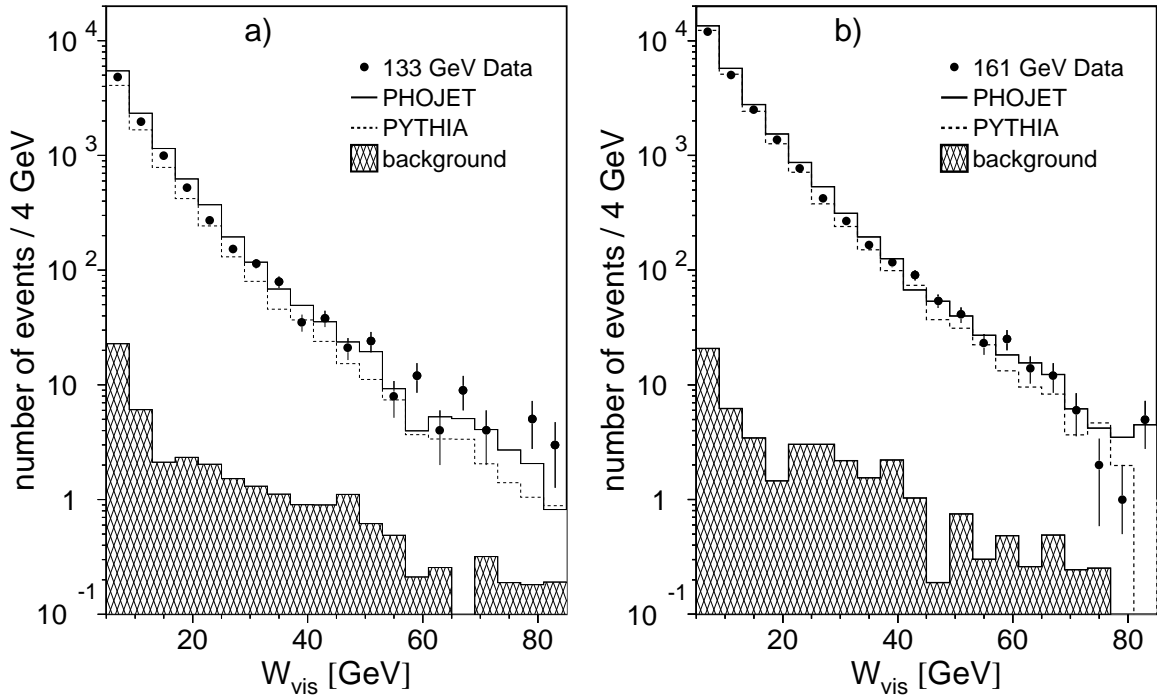 a)
133 GeV Data
PHOJET
PYTHIA
background
number of events / 4 GeV
10^4
10^3
10^2
10
1
10^-1
20 40 60 80
W_vis [GeV]
b)
161 GeV Data
PHOJET
PYTHIA
background
number of events / 4 GeV
10^4
10^3
10^2
10
1
10^-1
20 40 60 80
W_vis [GeV]